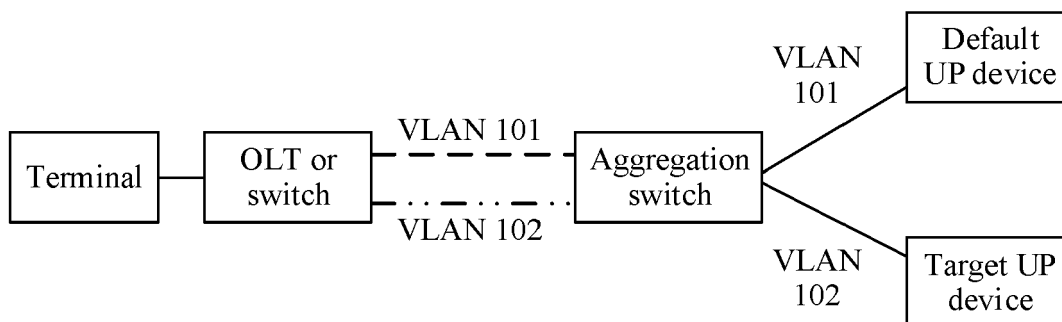 Terminal
OLT or
switch
VLAN 101
VLAN 102
Aggregation
switch
VLAN
101
Default
UP device
VLAN
102
Target UP
device